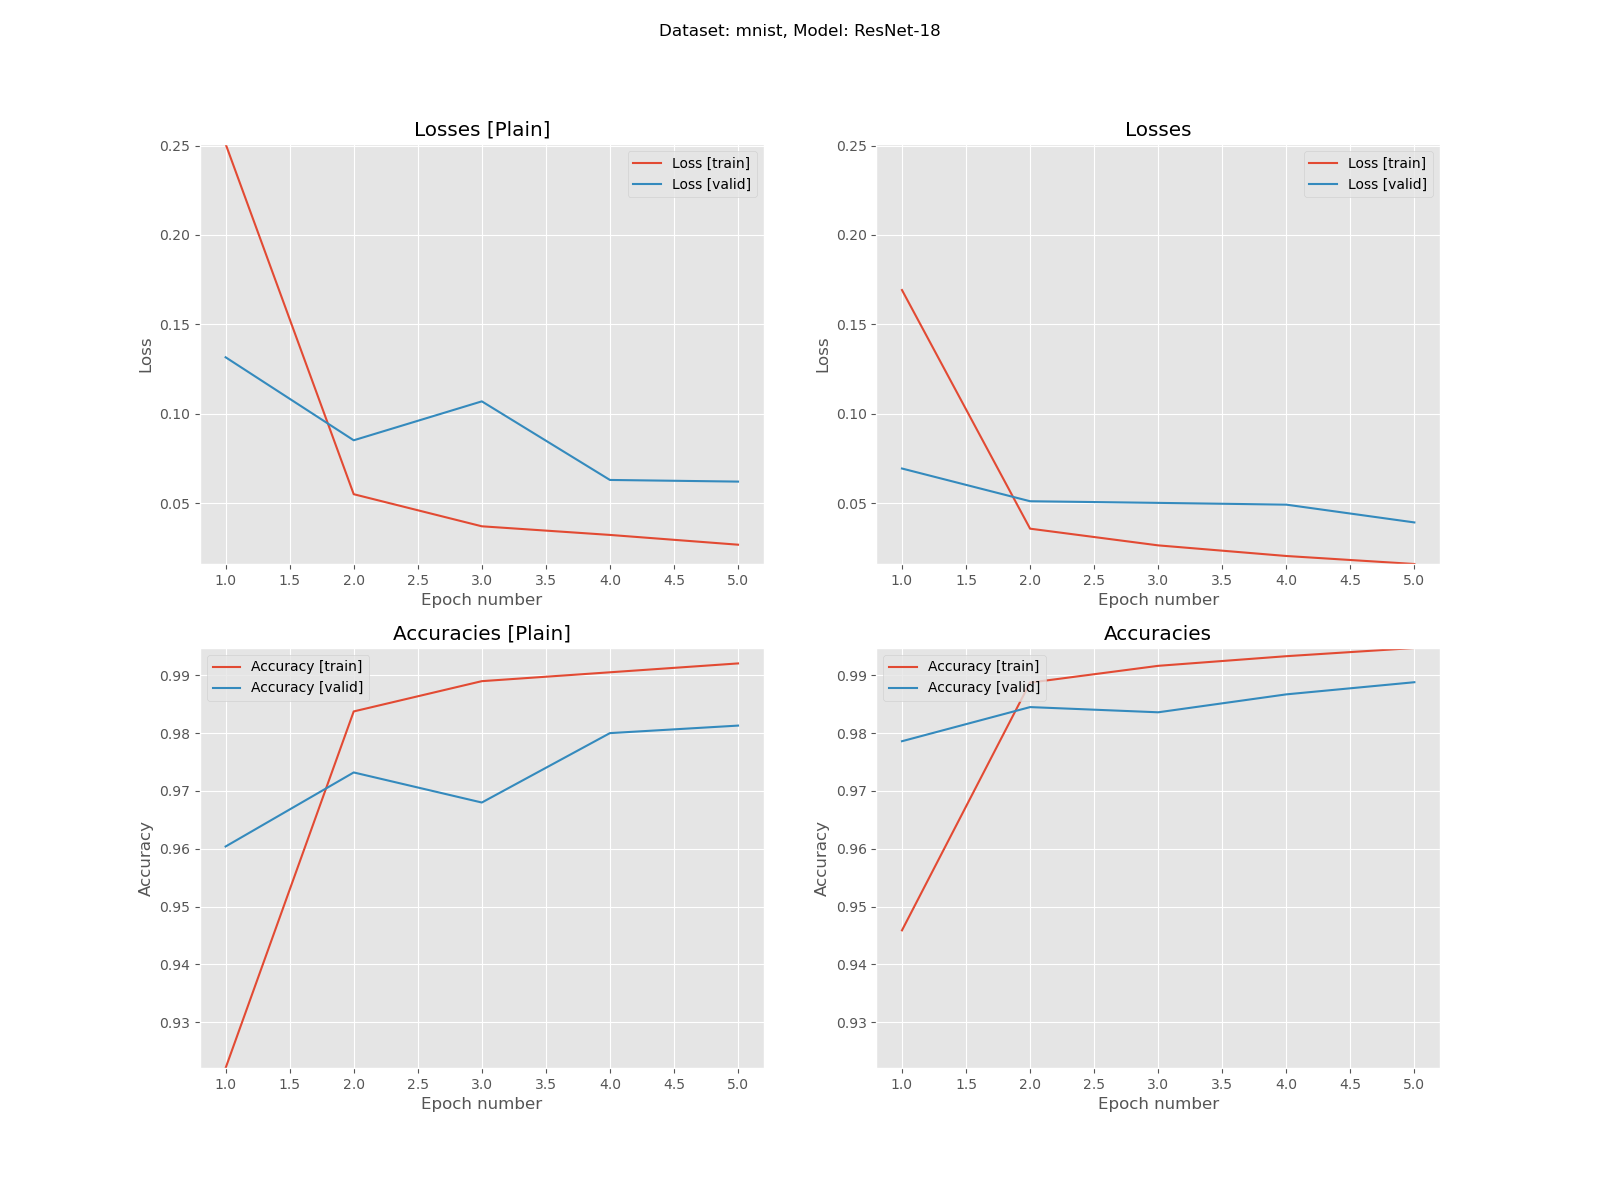 Dataset: mnist, Model: ResNet-18
Losses [Plain]
Loss [train]
Loss [valid]
0.25
0.20
0.15
0.10
0.05
Loss
1.0 1.5 2.0 2.5 3.0 3.5 4.0 4.5 5.0
Epoch number
Losses
Loss [train]
Loss [valid]
0.25
0.20
0.15
0.10
0.05
Loss
1.0 1.5 2.0 2.5 3.0 3.5 4.0 4.5 5.0
Epoch number
Accuracies [Plain]
Accuracy [train]
Accuracy [valid]
0.99
0.98
0.97
0.96
0.95
0.94
0.93
Accuracy
1.0 1.5 2.0 2.5 3.0 3.5 4.0 4.5 5.0
Epoch number
Accuracies
Accuracy [train]
Accuracy [valid]
0.99
0.98
0.97
0.96
0.95
0.94
0.93
Accuracy
1.0 1.5 2.0 2.5 3.0 3.5 4.0 4.5 5.0
Epoch number